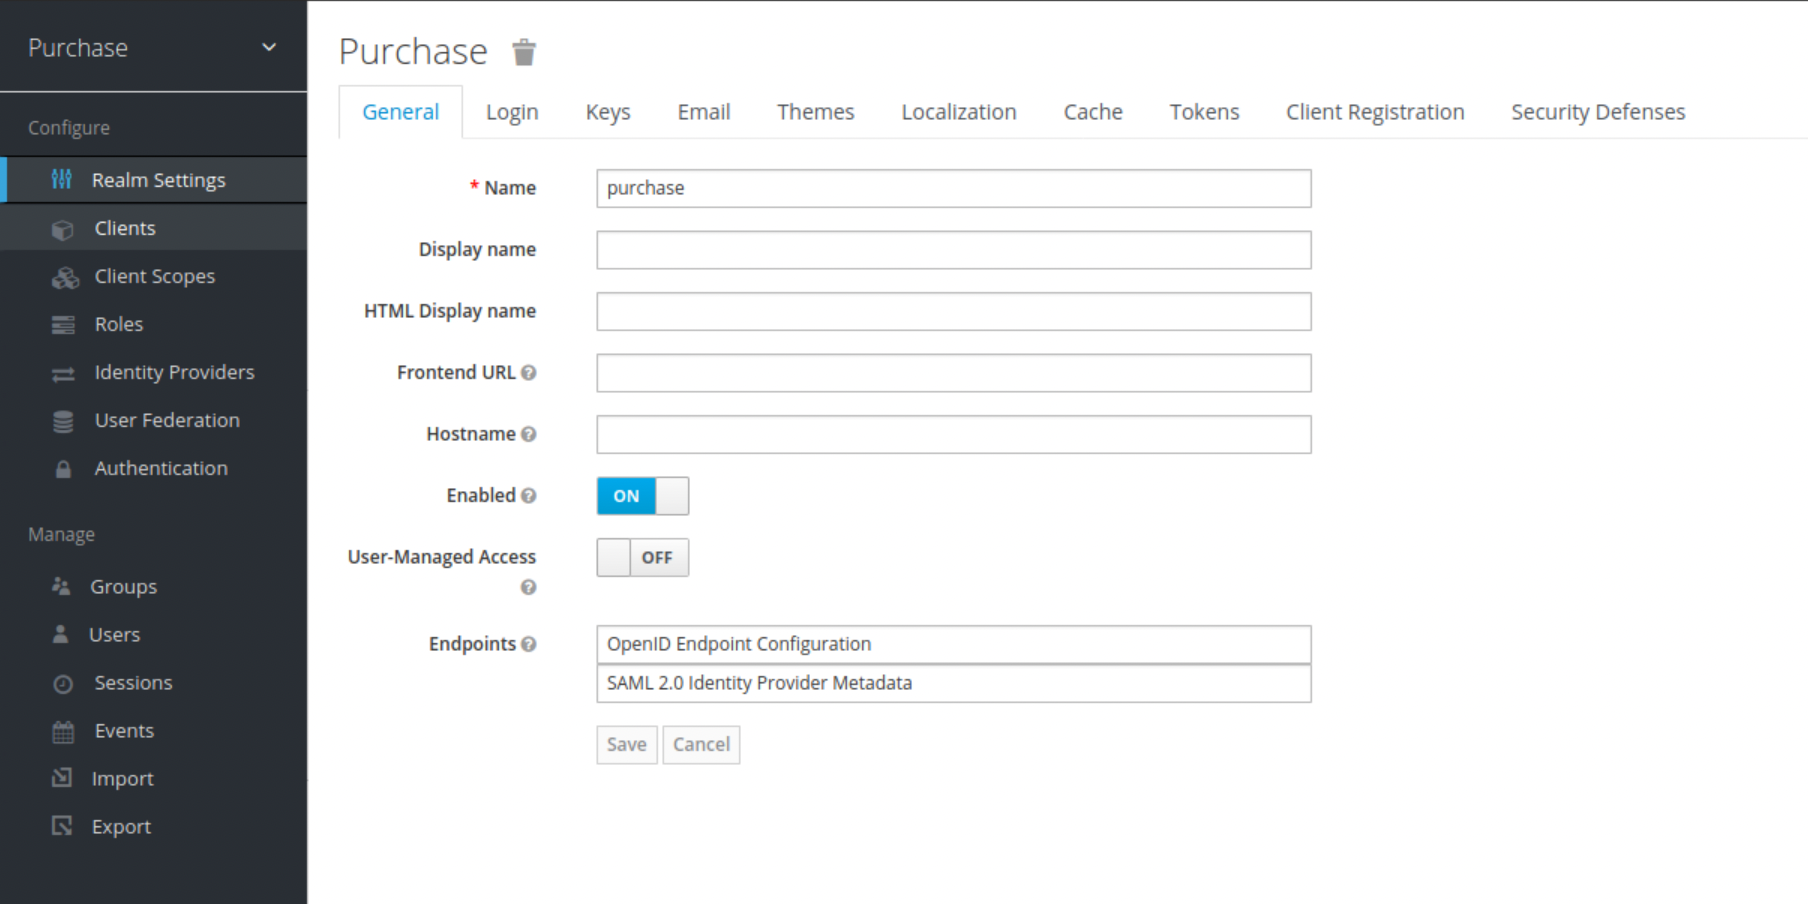 Purchase
Configure
Realm Settings
Clients
Client Scopes
Roles
Identity Providers
User Federation
Authentication
Manage
Groups
Users
Sessions
Events
Import
Export
Purchase
General Login Keys Email Themes Localization Cache Tokens Client Registration Security Defenses
* Name purchase
Display name
HTML Display name
Frontend URL
Hostname
Enabled ON
User-Managed Access OFF
Endpoints OpenID Endpoint Configuration
SAML 2.0 Identity Provider Metadata
Save Cancel